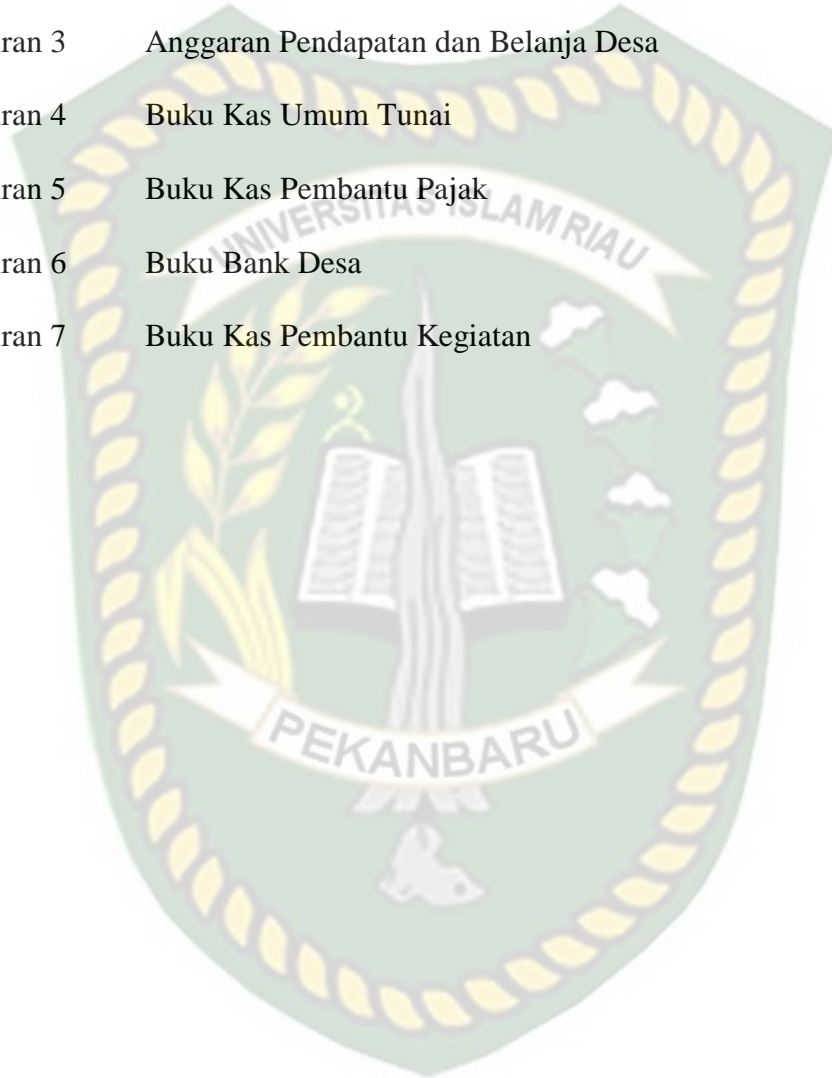 ran 3 Anggaran Pendapatan dan Belanja Desa
ran 4 Buku Kas Umum Tunai
ran 5 Buku Kas Pembantu Pajak
ran 6 Buku Bank Desa
ran 7 Buku Kas Pembantu Kegiatan
UNIVERSITAS ISLAM RIAU
PEKANBARU